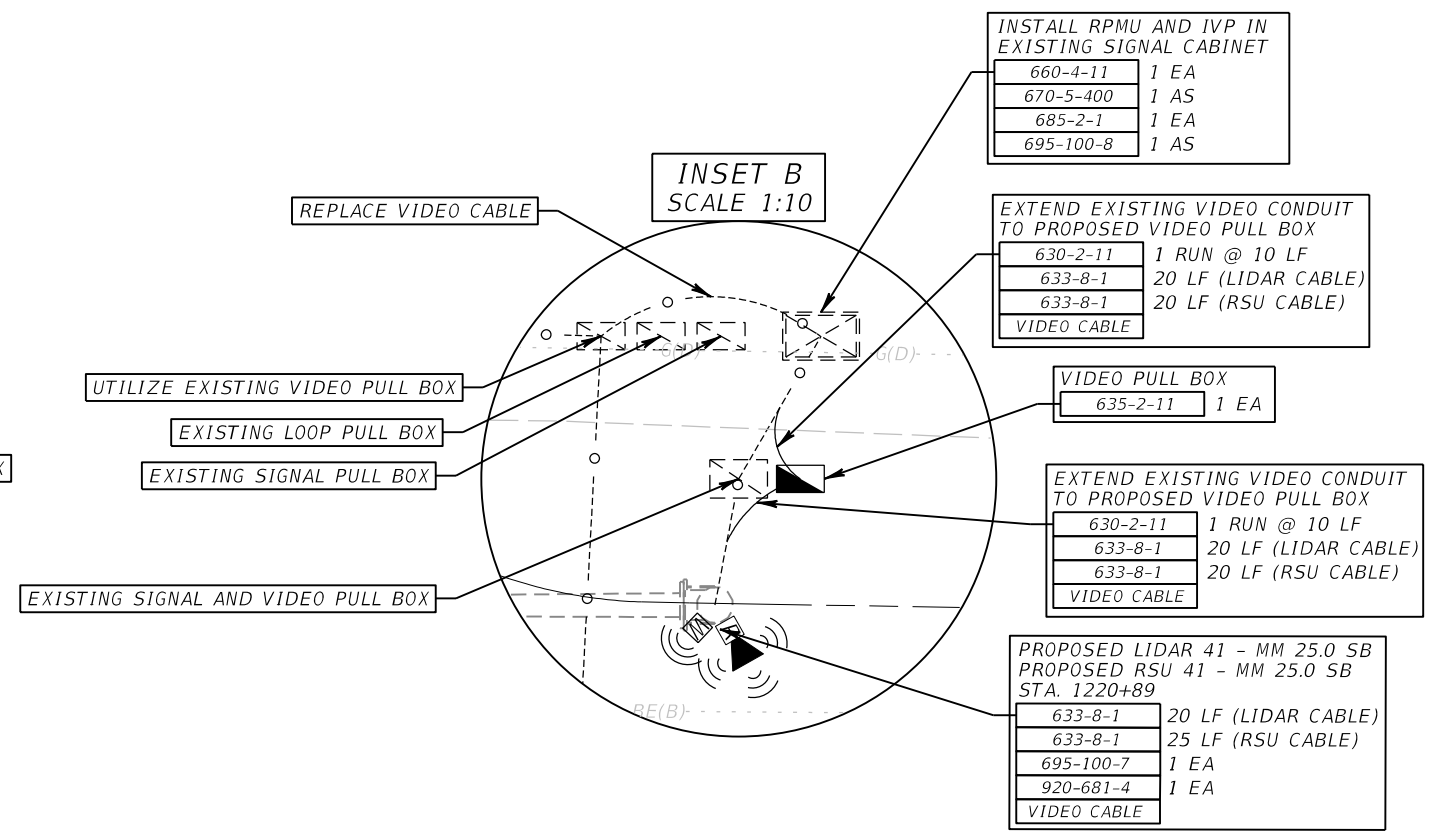 INSTALL RPMU AND IVP IN
EXISTING SIGNAL CABINET
660-4-11 1 EA
670-5-400 1 AS
685-2-1 1 EA
695-100-8 1 AS
INSET B
SCALE 1:10
REPLACE VIDEO CABLE
EXTEND EXISTING VIDEO CONDUIT
TO PROPOSED VIDEO PULL BOX
630-2-11 1 RUN @ 10 LF
633-8-1 20 LF (LIDAR CABLE)
633-8-1 20 LF (RSU CABLE)
VIDEO CABLE
G(D)
G(D)
UTILIZE EXISTING VIDEO PULL BOX
VIDEO PULL BOX
635-2-11 1 EA
EXISTING LOOP PULL BOX
EXISTING SIGNAL PULL BOX
X
EXTEND EXISTING VIDEO CONDUIT
TO PROPOSED VIDEO PULL BOX
630-2-11 1 RUN @ 10 LF
633-8-1 20 LF (LIDAR CABLE)
633-8-1 20 LF (RSU CABLE)
VIDEO CABLE
EXISTING SIGNAL AND VIDEO PULL BOX
PROPOSED LIDAR 41 - MM 25.0 SB
PROPOSED RSU 41 - MM 25.0 SB
STA. 1220+89
633-8-1 20 LF (LIDAR CABLE)
633-8-1 25 LF (RSU CABLE)
695-100-7 1 EA
920-681-4 1 EA
VIDEO CABLE
BE(B)